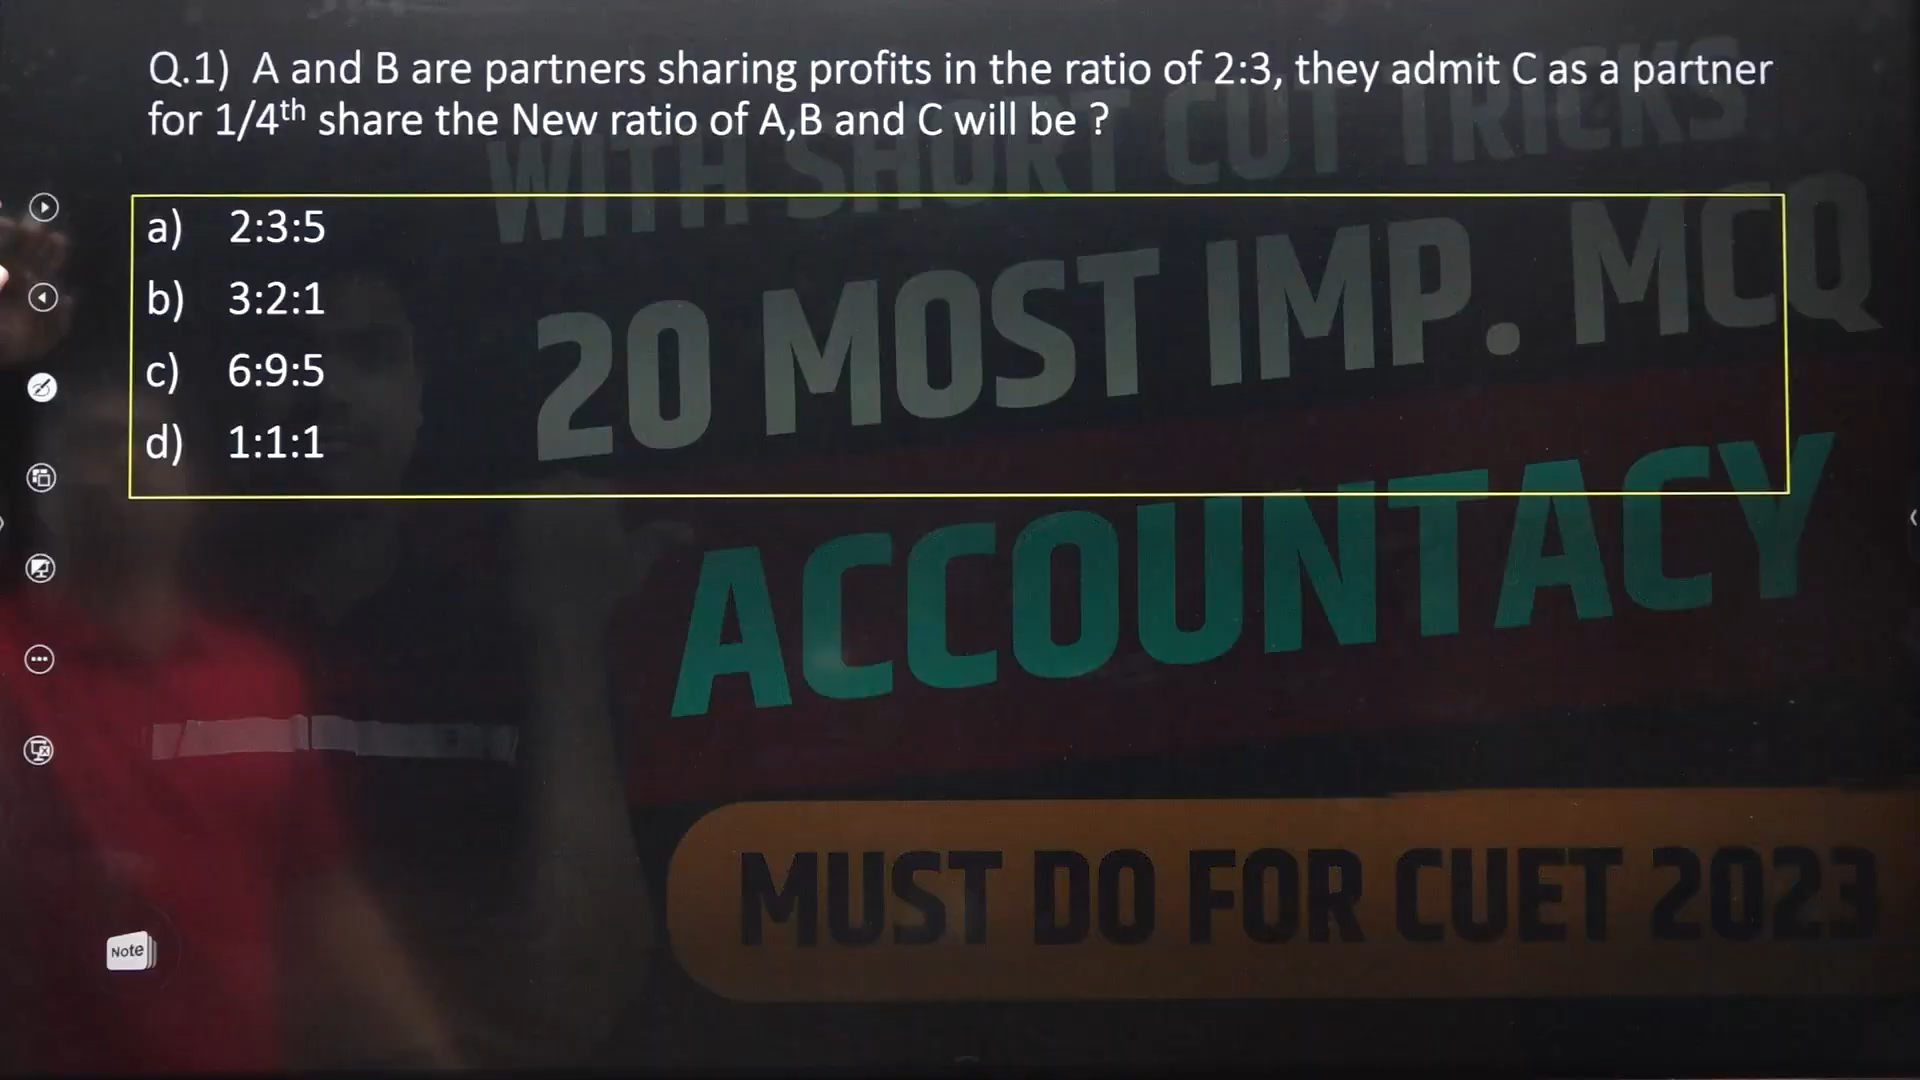 Q.1) A and B are partners sharing profits in the ratio of 2:3, they admit C as a partner
for 1/4th share the New ratio of A,B and C will be ?
WITH SHORT CUT TRICKS
a) 2:3:5
b) 3:2:1
c) 6:9:5
d) 1:1:1
20 MOST IMP. MCQ
ACCOUNTACY
MUST DO FOR CUET 2023
Note